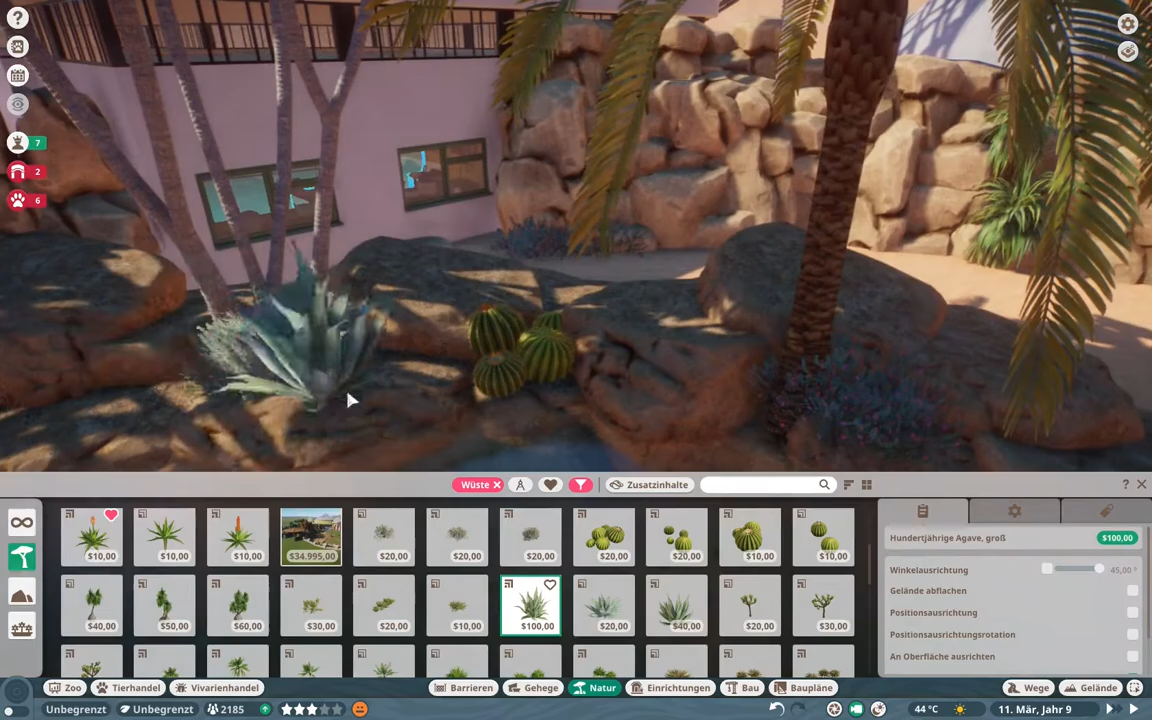 ?
7
2
6
Wüste ×
Zusatzinhalte
? ×
$10,00 $10,00 $10,00 $34.995,00 $20,00 $20,00 $20,00 $20,00 $20,00 $10,00 $10,00
$40,00 $50,00 $60,00 $30,00 $20,00 $10,00 $100,00 $20,00 $40,00 $20,00 $30,00
Hundertjährige Agave, groß $100,00
Winkelausrichtung 45,00 °
Gelände abflachen
Positionsausrichtung
Positionsausrichtungsrotation
An Oberfläche ausrichten
Zoo Tierhandel Vivarienhandel Barrieren Gehege Natur Einrichtungen Bau Baupläne Wege Gelände
Unbegrenzt Unbegrenzt 2185 44 °C 11. Mär, Jahr 9